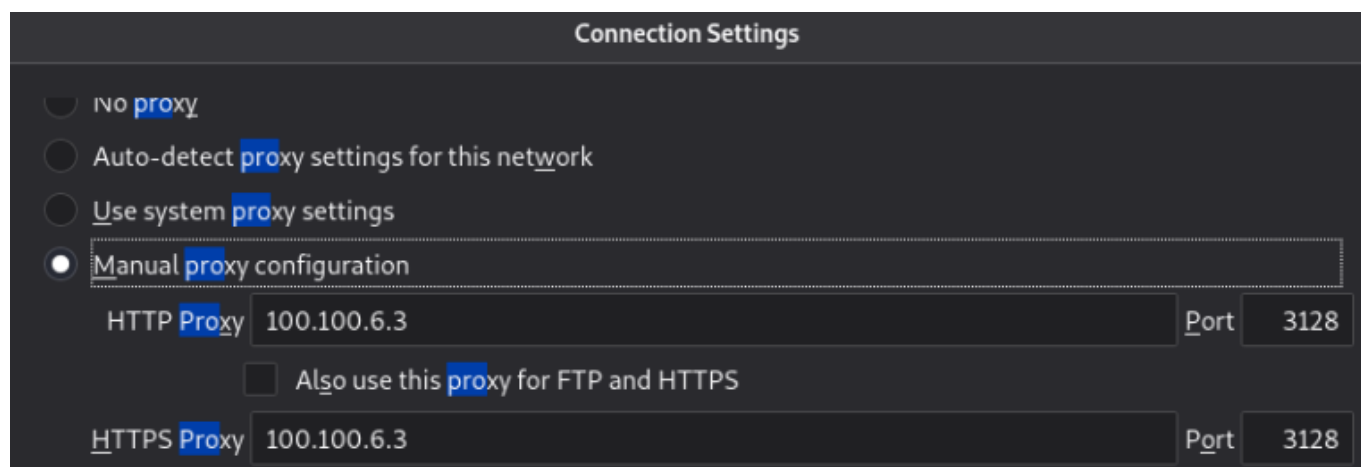 Connection Settings
No proxy
Auto-detect proxy settings for this network
Use system proxy settings
Manual proxy configuration
HTTP Proxy 100.100.6.3 Port 3128
Also use this proxy for FTP and HTTPS
HTTPS Proxy 100.100.6.3 Port 3128